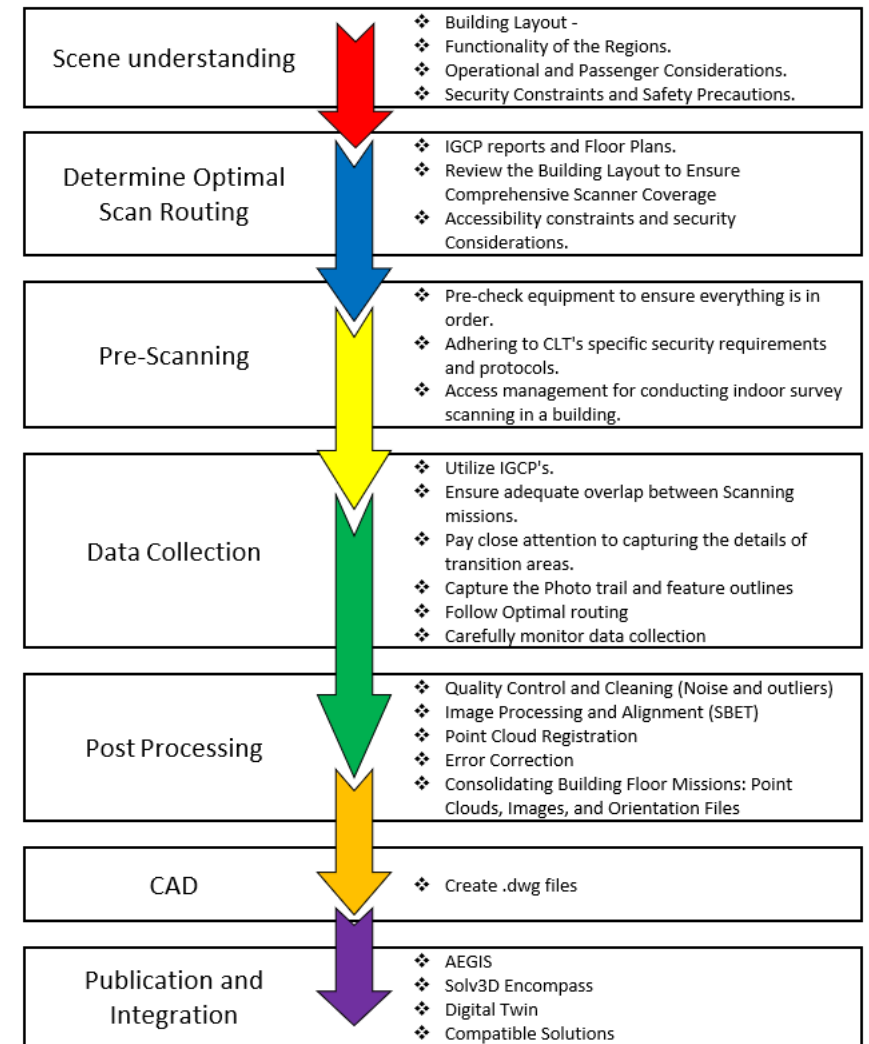 Scene understanding
❖ Building Layout -
❖ Functionality of the Regions.
❖ Operational and Passenger Considerations.
❖ Security Constraints and Safety Precautions.
Determine Optimal
Scan Routing
❖ IGCP reports and Floor Plans.
❖ Review the Building Layout to Ensure
Comprehensive Scanner Coverage
❖ Accessibility constraints and security
Considerations.
Pre-Scanning
❖ Pre-check equipment to ensure everything is in
order.
❖ Adhering to CLT's specific security requirements
and protocols.
❖ Access management for conducting indoor survey
scanning in a building.
Data Collection
❖ Utilize IGCP's.
❖ Ensure adequate overlap between Scanning
missions.
❖ Pay close attention to capturing the details of
transition areas.
❖ Capture the Photo trail and feature outlines
❖ Follow Optimal routing
❖ Carefully monitor data collection
Post Processing
❖ Quality Control and Cleaning (Noise and outliers)
❖ Image Processing and Alignment (SBET)
❖ Point Cloud Registration
❖ Error Correction
❖ Consolidating Building Floor Missions: Point
Clouds, Images, and Orientation Files
CAD
❖ Create .dwg files
Publication and
Integration
❖ AEGIS
❖ Solv3D Encompass
❖ Digital Twin
❖ Compatible Solutions